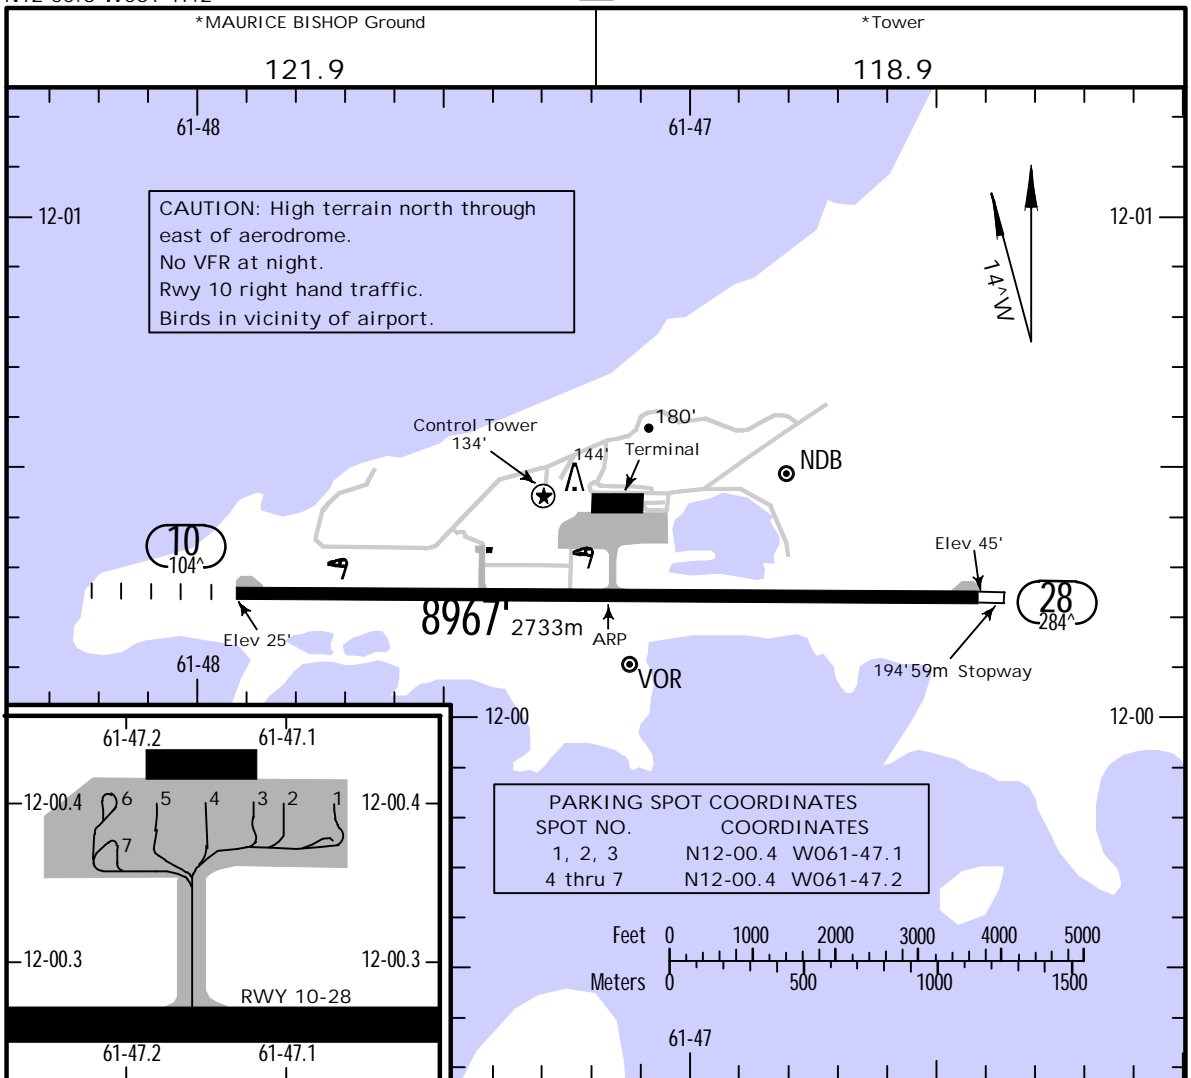 *MAURICE BISHOP Ground
121.9
*Tower
118.9
61-48
61-47
12-01
12-01
CAUTION: High terrain north through
east of aerodrome.
No VFR at night.
Rwy 10 right hand traffic.
Birds in vicinity of airport.
14^W
Control Tower
134'
144'
180'
Terminal
NDB
10
104^
Elev 45'
28
284^
8967' 2733m
ARP
Elev 25'
61-48
VOR
194'59m Stopway
12-00
12-00
61-47.2
61-47.1
12-00.4
6
5
4
3
2
1
12-00.4
7
12-00.3
12-00.3
RWY 10-28
61-47.2
61-47.1
PARKING SPOT COORDINATES
SPOT NO. COORDINATES
1, 2, 3 N12-00.4 W061-47.1
4 thru 7 N12-00.4 W061-47.2
Feet 0 1000 2000 3000 4000 5000
Meters 0 500 1000 1500
61-47